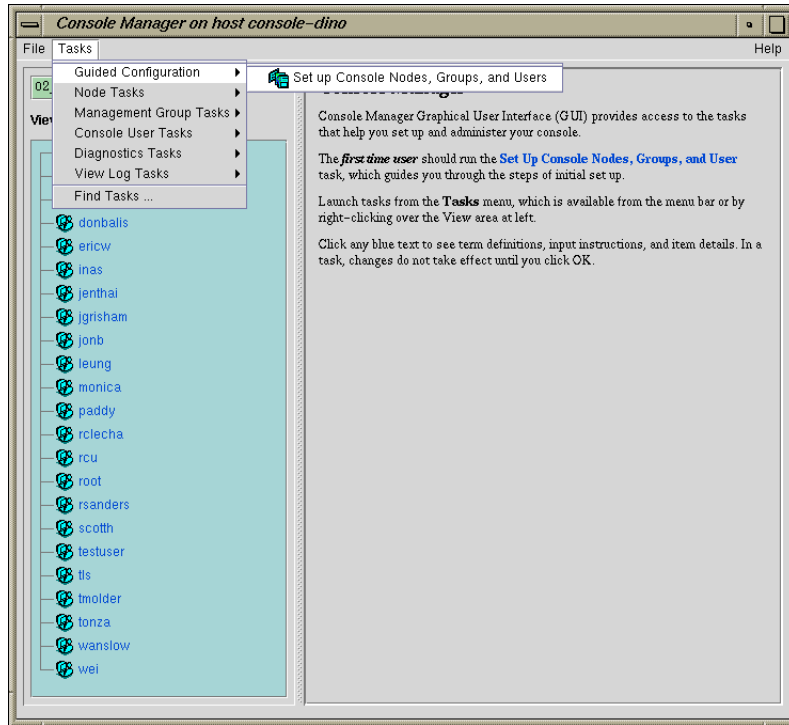 Console Manager on host console-dino
File Tasks Help
Guided Configuration
Set up Console Nodes, Groups, and Users
Node Tasks
Management Group Tasks
Console User Tasks
Diagnostics Tasks
View Log Tasks
Find Tasks ...
02_
donbalis
ericw
inas
jenthai
jgrisham
jonb
leung
monica
paddy
rclecha
rcu
root
rsanders
scotth
testuser
tls
tmolder
tonza
wanslow
wei
Console Manager Graphical User Interface (GUI) provides access to the tasks
that help you set up and administer your console.
The first time user should run the Set Up Console Nodes, Groups, and User
task, which guides you through the steps of initial set up.
Launch tasks from the Tasks menu, which is available from the menu bar or by
right-clicking over the View area at left.
Click any blue text to see term definitions, input instructions, and item details. In a
task, changes do not take effect until you click OK.